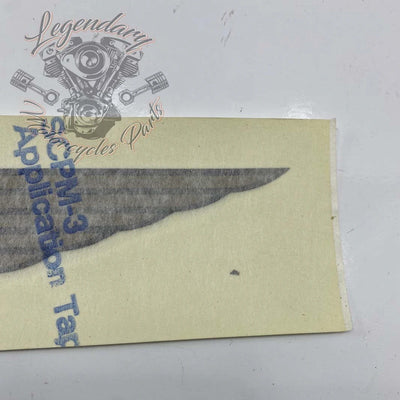 Legendary
Motorcycles Parts
SCPM-3
Application Tap